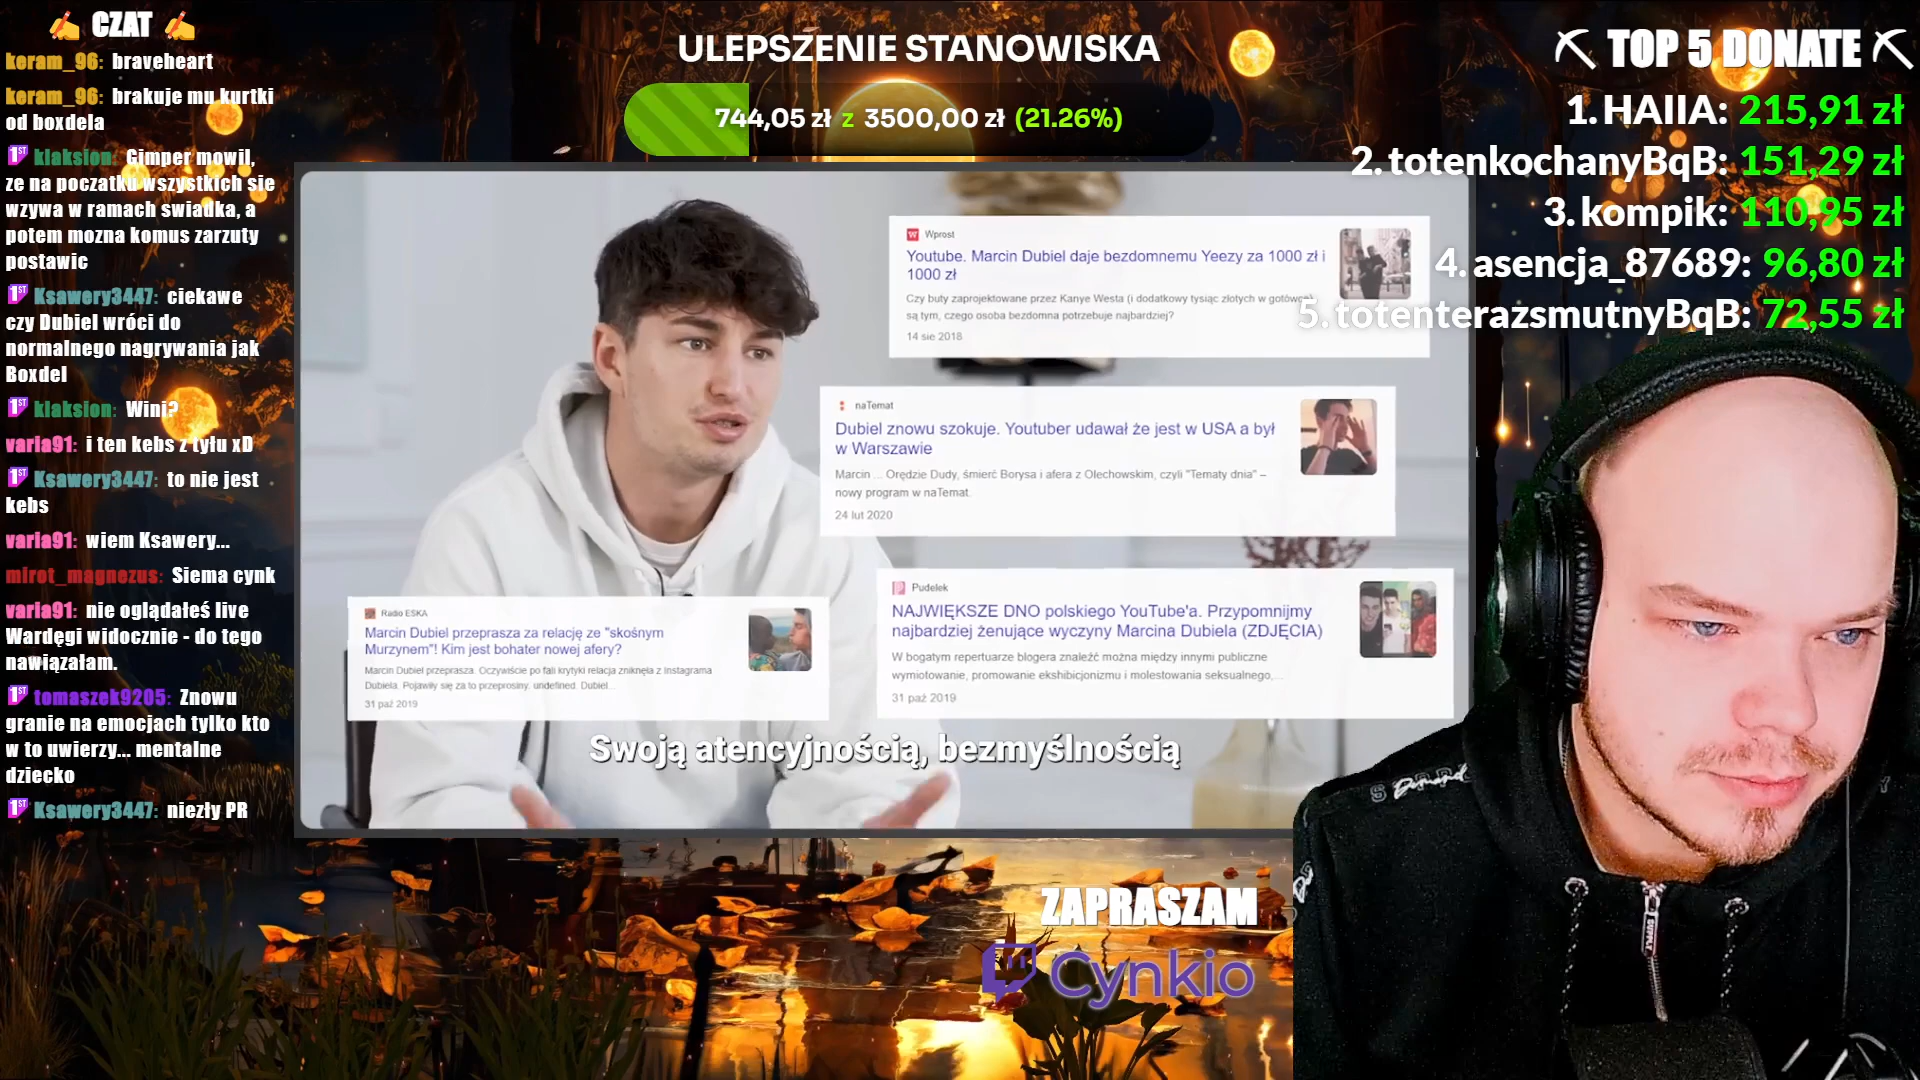 CZAT
keram_96: braveheart
keram_96: brakuje mu kurtki
od boxdela
1ST klaksion: Gimper mowil,
ze na poczatku wszystkich sie
wzywa w ramach swiadka, a
potem mozna komus zarzuty
postawic
1ST Ksawery3447: ciekawe
czy Dubiel wróci do
normalnego nagrywania jak
Boxdel
1ST klaksion: Wini?
varia91: i ten kebs z tyłu xD
1ST Ksawery3447: to nie jest
kebs
varia91: wiem Ksawery...
mirot_magnezus: Siema cynk
varia91: nie oglądałeś live
Wardęgi widocznie - do tego
nawiązałam.
1ST tomaszek9205: Znowu
granie na emocjach tylko kto
w to uwierzy... mentalne
dziecko
1ST Ksawery3447: niezły PR
ULEPSZENIE STANOWISKA
744,05 zł z 3500,00 zł (21.26%)
TOP 5 DONATE
1. HAIIA: 215,91 zł
2. totenkochanyBqB: 151,29 zł
3. kompik: 110,95 zł
4. asencja_87689: 96,80 zł
5. totenterazsmutnyBqB: 72,55 zł
Wprost
Youtube. Marcin Dubiel daje bezdomnemu Yeezy za 1000 zł i
1000 zł
Czy buty zaprojektowane przez Kanye Westa (i dodatkowy tysiąc złotych w gotówce)
są tym, czego osoba bezdomna potrzebuje najbardziej?
14 sie 2018
naTemat
Dubiel znowu szokuje. Youtuber udawał że jest w USA a był
w Warszawie
Marcin ... Orędzie Dudy, śmierć Borysa i afera z Olechowskim, czyli "Tematy dnia" –
nowy program w naTemat.
24 lut 2020
Pudelek
NAJWIĘKSZE DNO polskiego YouTube'a. Przypomnijmy
najbardziej żenujące wyczyny Marcina Dubiela (ZDJĘCIA)
W bogatym repertuarze blogera znaleźć można między innymi publiczne
wymiotowanie, promowanie ekshibicjonizmu i molestowania seksualnego,...
31 paź 2019
Radio ESKA
Marcin Dubiel przeprasza za relację ze "skośnym
Murzynem"! Kim jest bohater nowej afery?
Marcin Dubiel przeprasza. Oczywiście po fali krytyki relacja zniknęła z Instagrama
Dubiela. Pojawiły się za to przeprosiny: undefined. Dubiel...
31 paź 2019
Swoją atencyjnością, bezmyślnością
ZAPRASZAM
Cynkio